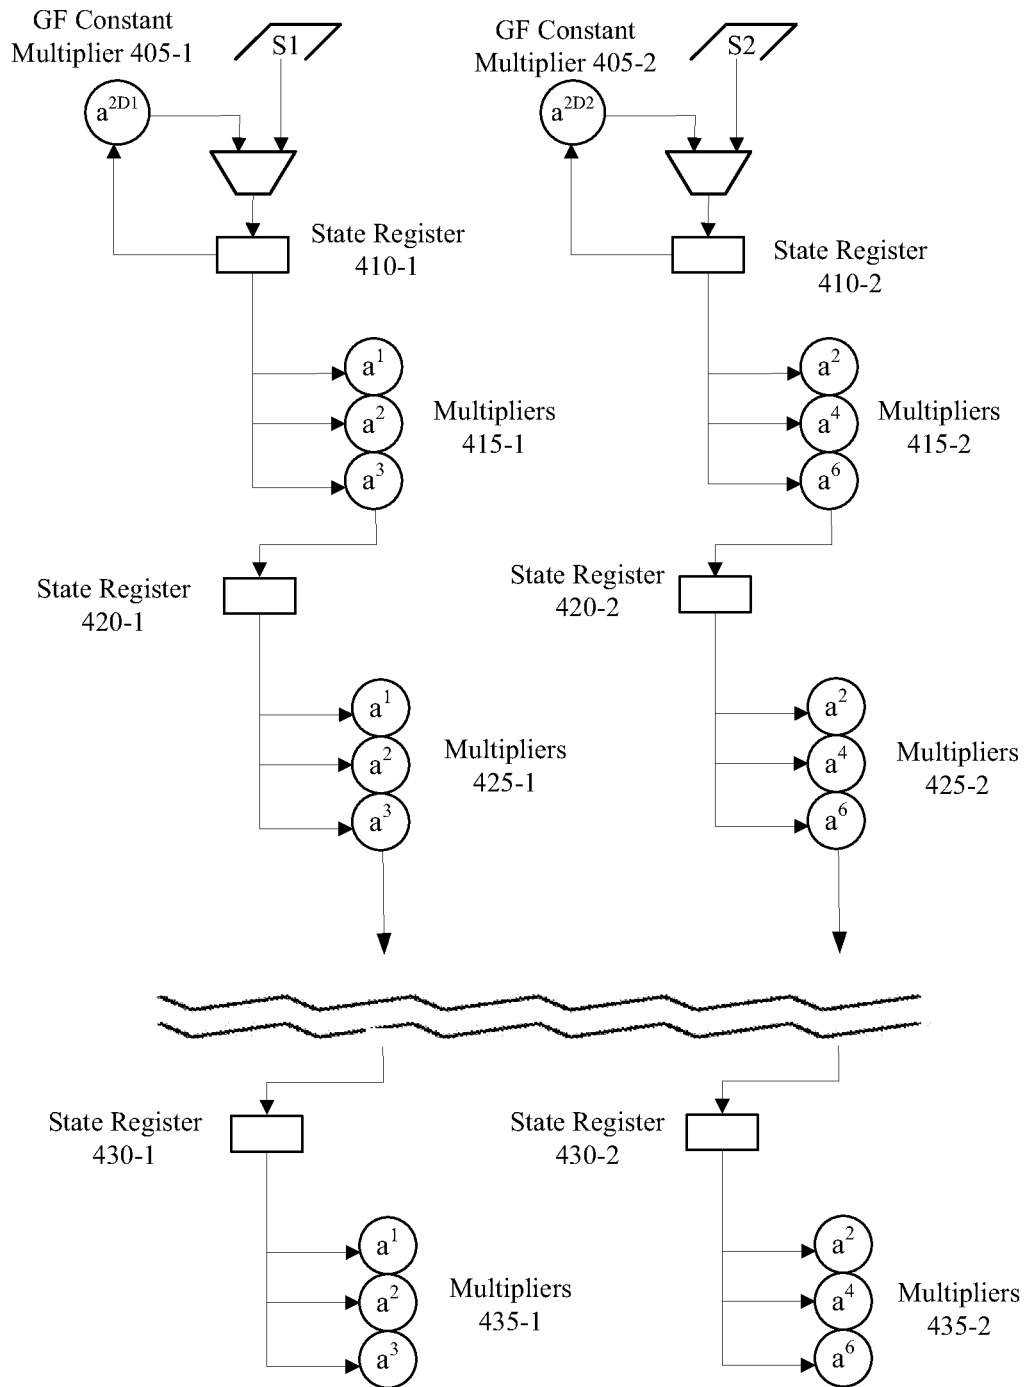 GF Constant
Multiplier 405-1
S1
a^2D1
State Register
410-1
a^1
a^2
a^3
Multipliers
415-1
State Register
420-1
a^1
a^2
a^3
Multipliers
425-1
State Register
430-1
a^1
a^2
a^3
Multipliers
435-1
GF Constant
Multiplier 405-2
S2
a^2D2
State Register
410-2
a^2
a^4
a^6
Multipliers
415-2
State Register
420-2
a^2
a^4
a^6
Multipliers
425-2
State Register
430-2
a^2
a^4
a^6
Multipliers
435-2